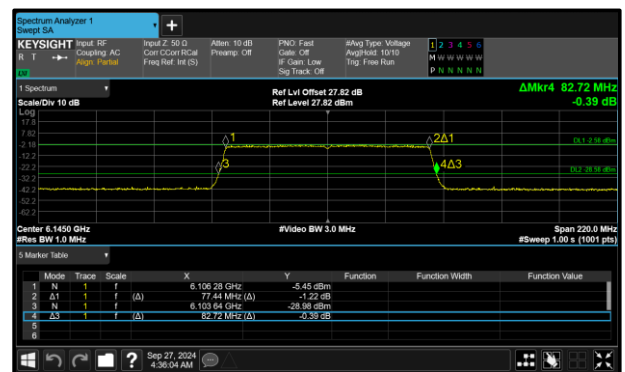 Spectrum Analyzer 1
Swept SA
+
KEYSIGHT Input: RF Input Z: 50 Ω Atten: 10 dB PNO: Fast #Avg Type: Voltage 1 2 3 4 5 6
R T Coupling: AC Corr CCorr RCal Preamp: Off Gate: Off Avg|Hold: 10/10 M W W W W W
Align: Partial Freq Ref: Int (S) IF Gain: Low Trig: Free Run
Sig Track: Off P N N N N N
1 Spectrum Ref Lvl Offset 27.82 dB ΔMkr4 82.72 MHz
Scale/Div 10 dB Ref Level 27.82 dBm -0.39 dB
Log
17.8
7.82
-2.18
-12.2
-22.2
-32.2
-42.2
-52.2
-62.2
1
2Δ1
DL1 -2.58 dBm
3
4Δ3
DL2 -28.58 dBm
Center 6.1450 GHz #Video BW 3.0 MHz Span 220.0 MHz
#Res BW 1.0 MHz #Sweep 1.00 s (1001 pts)
5 Marker Table
Mode Trace Scale X Y Function Function Width Function Value
1 N 1 f 6.106 28 GHz -5.45 dBm
2 Δ1 1 f (Δ) 77.44 MHz (Δ) -1.22 dB
3 N 1 f 6.103 64 GHz -28.98 dBm
4 Δ3 1 f (Δ) 82.72 MHz (Δ) -0.39 dB
5
6
? Sep 27, 2024
4:36:04 AM